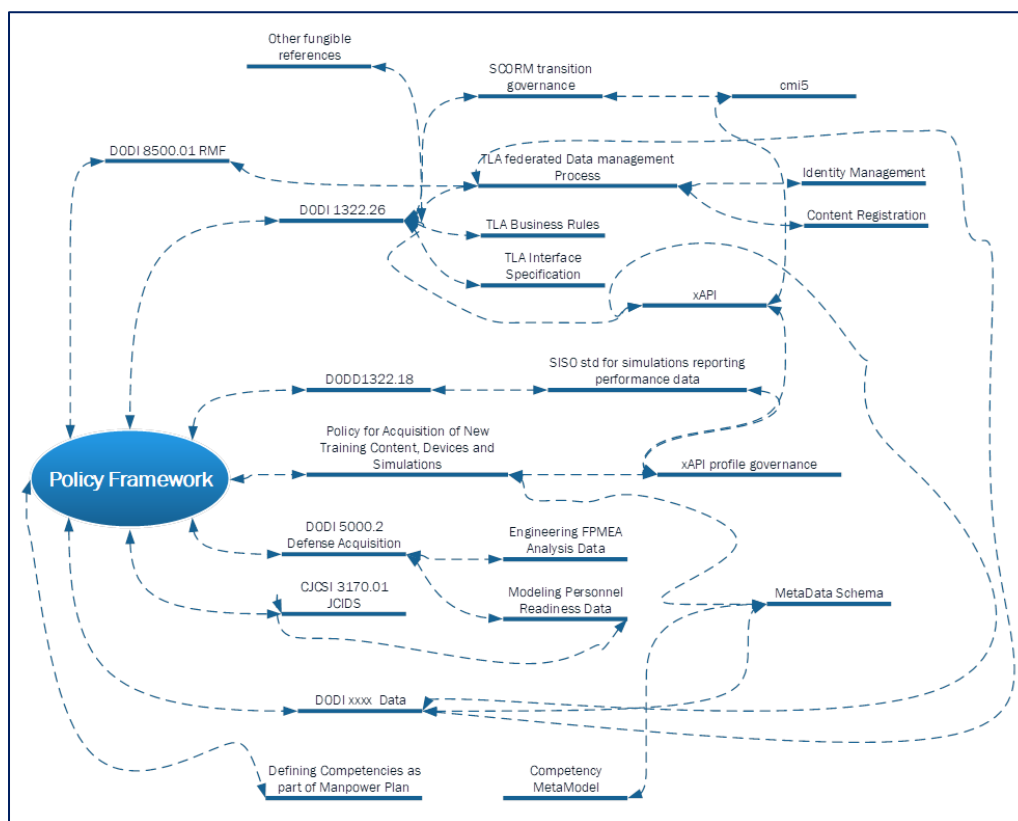 Other fungible
references
SCORM transition
governance
cmi5
DODI 8500.01 RMF
TLA federated Data management
Process
Identity Management
DODI 1322.26
Content Registration
TLA Business Rules
TLA Interface
Specification
xAPI
DODD1322.18
SISO std for simulations reporting
performance data
Policy for Acquisition of New
Training Content, Devices and
Simulations
Policy Framework
xAPI profile governance
DODI 5000.2
Defense Acquisition
Engineering FPMEA
Analysis Data
CJCSI 3170.01
JCIDS
Modeling Personnel
Readiness Data
MetaData Schema
DODI xxxx Data
Defining Competencies as
part of Manpower Plan
Competency
MetaModel